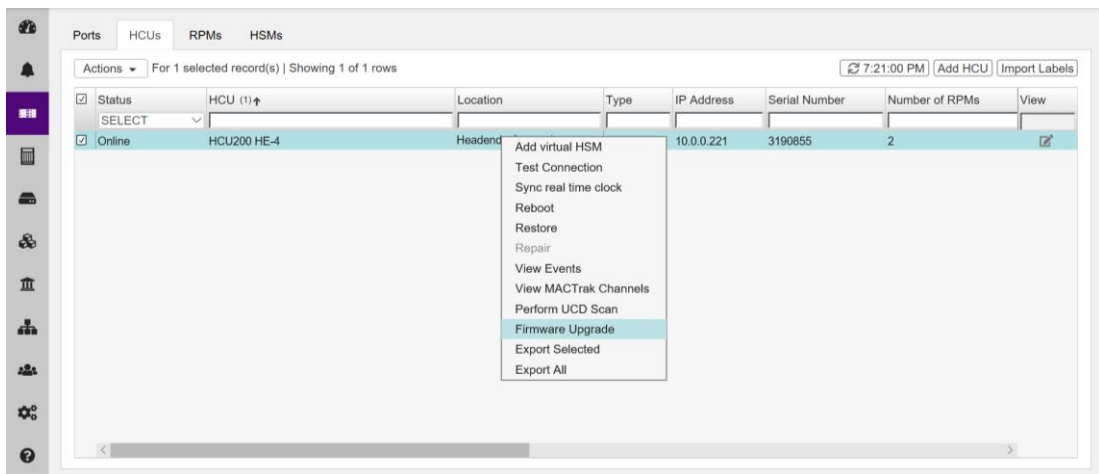 Ports HCUs RPMs HSMs
Actions For 1 selected record(s) | Showing 1 of 1 rows 7:21:00 PM Add HCU Import Labels
Status HCU (1) Location Type IP Address Serial Number Number of RPMs View
SELECT
Online HCU200 HE-4 Headend 10.0.0.221 3190855 2
Add virtual HSM
Test Connection
Sync real time clock
Reboot
Restore
Repair
View Events
View MACTrak Channels
Perform UCD Scan
Firmware Upgrade
Export Selected
Export All